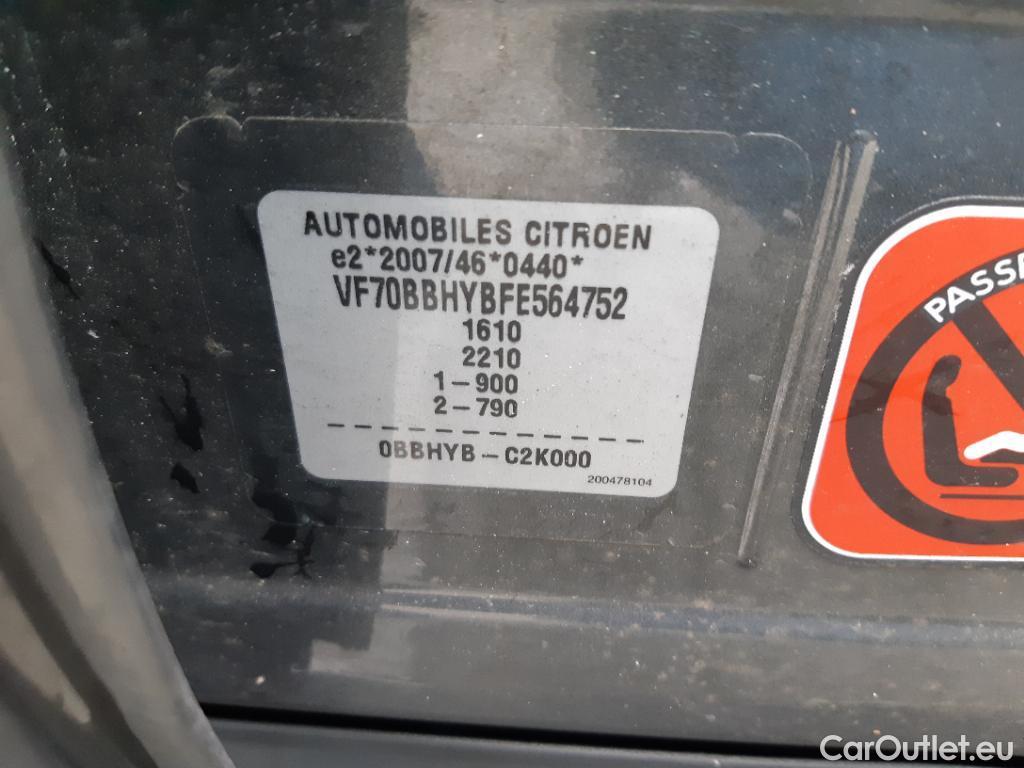 AUTOMOBILES CITROEN
e2*2007/46*0440*
VF70BBHYBFE564752
1610
2210
1-900
2-790
0BBHYB-C2K000
200478104
PASSE
CarOutlet.eu